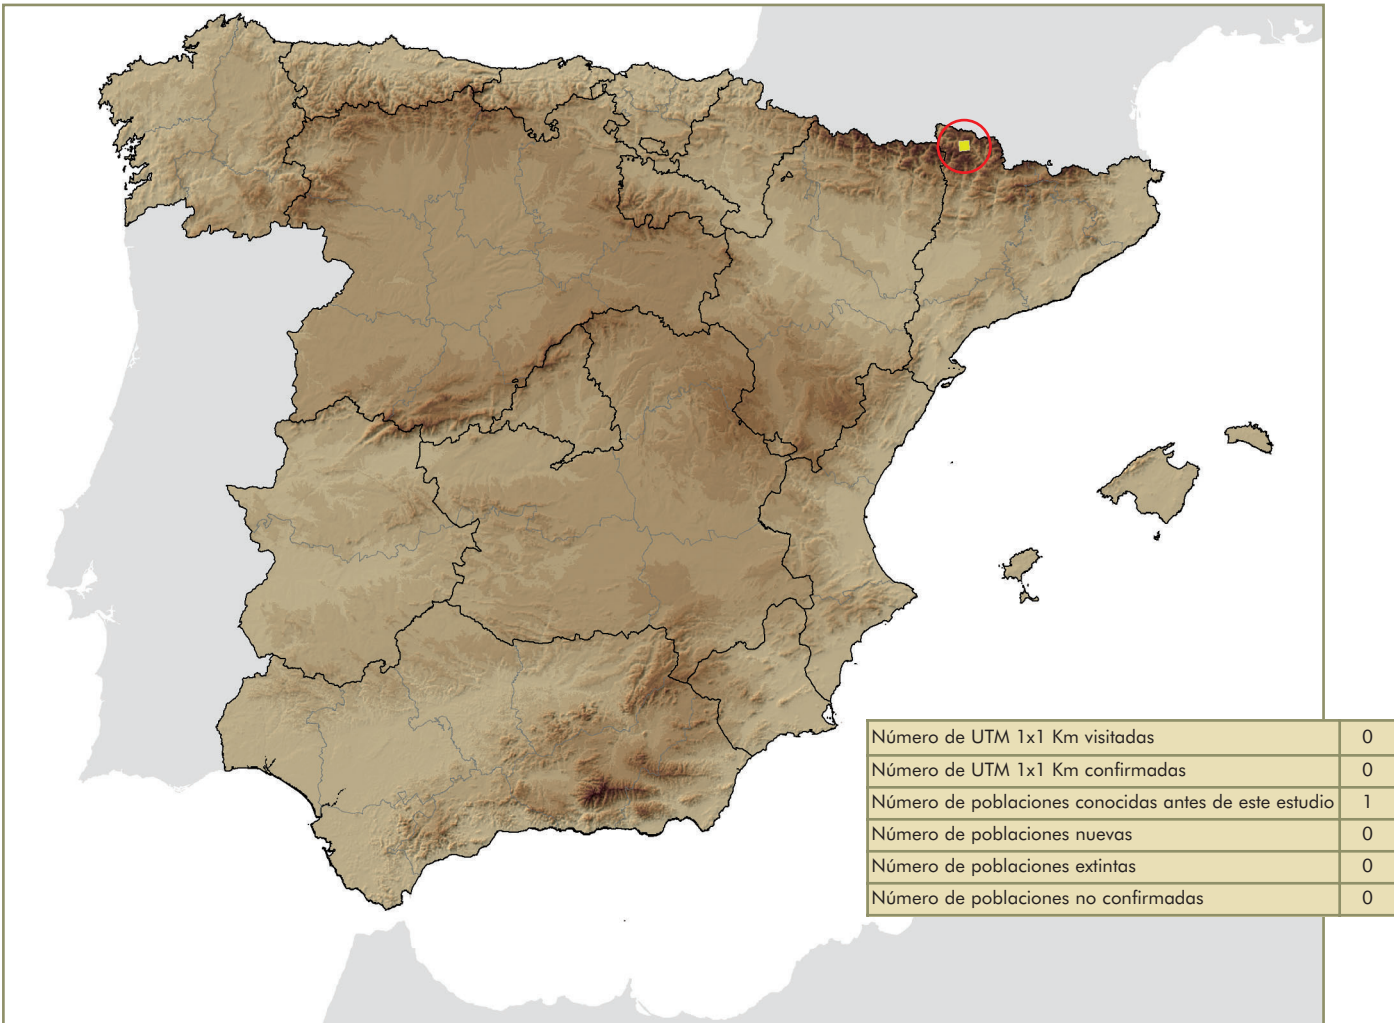 Número de UTM 1x1 Km visitadas 0
Número de UTM 1x1 Km confirmadas 0
Número de poblaciones conocidas antes de este estudio 1
Número de poblaciones nuevas 0
Número de poblaciones extintas 0
Número de poblaciones no confirmadas 0